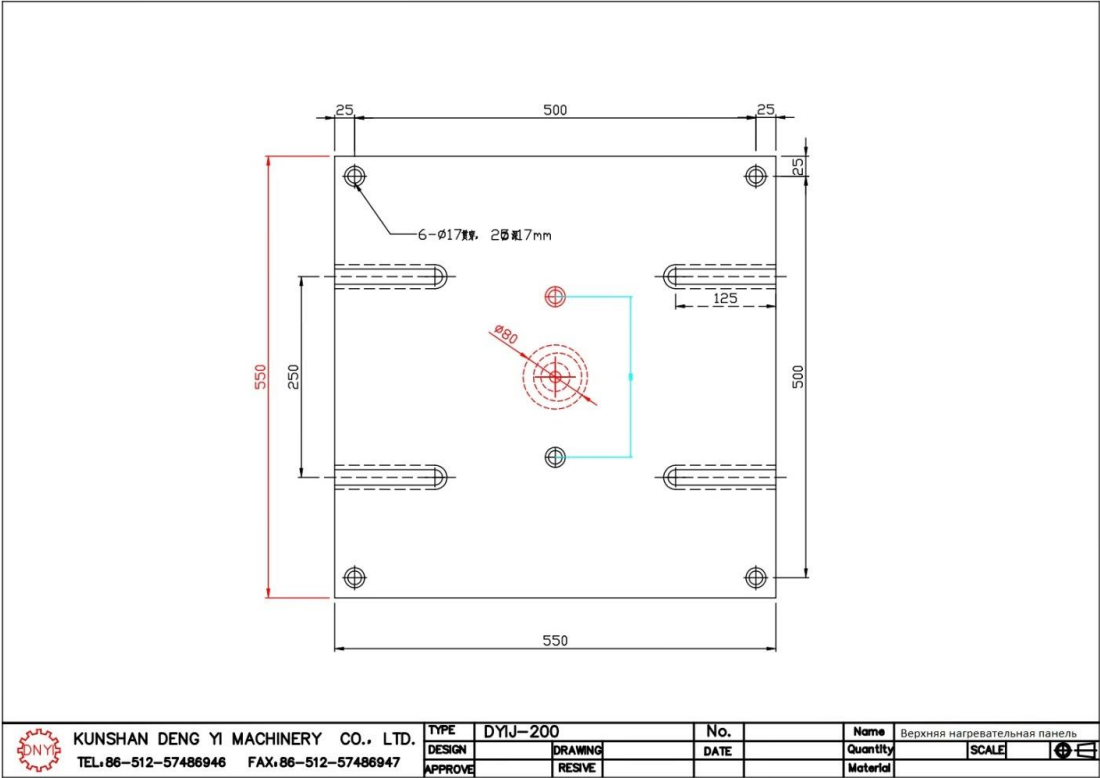 25
500
25
25
6-Ø17
17mm
125
Ø80
550
250
500
550
DNYI
KUNSHAN DENG YI MACHINERY CO., LTD.
TEL:86-512-57486946 FAX:86-512-57486947
TYPE DYIJ-200 No. Name Верхняя нагревательная панель
DESIGN DRAWING DATE Quantity SCALE
APPROVE RESIVE Material